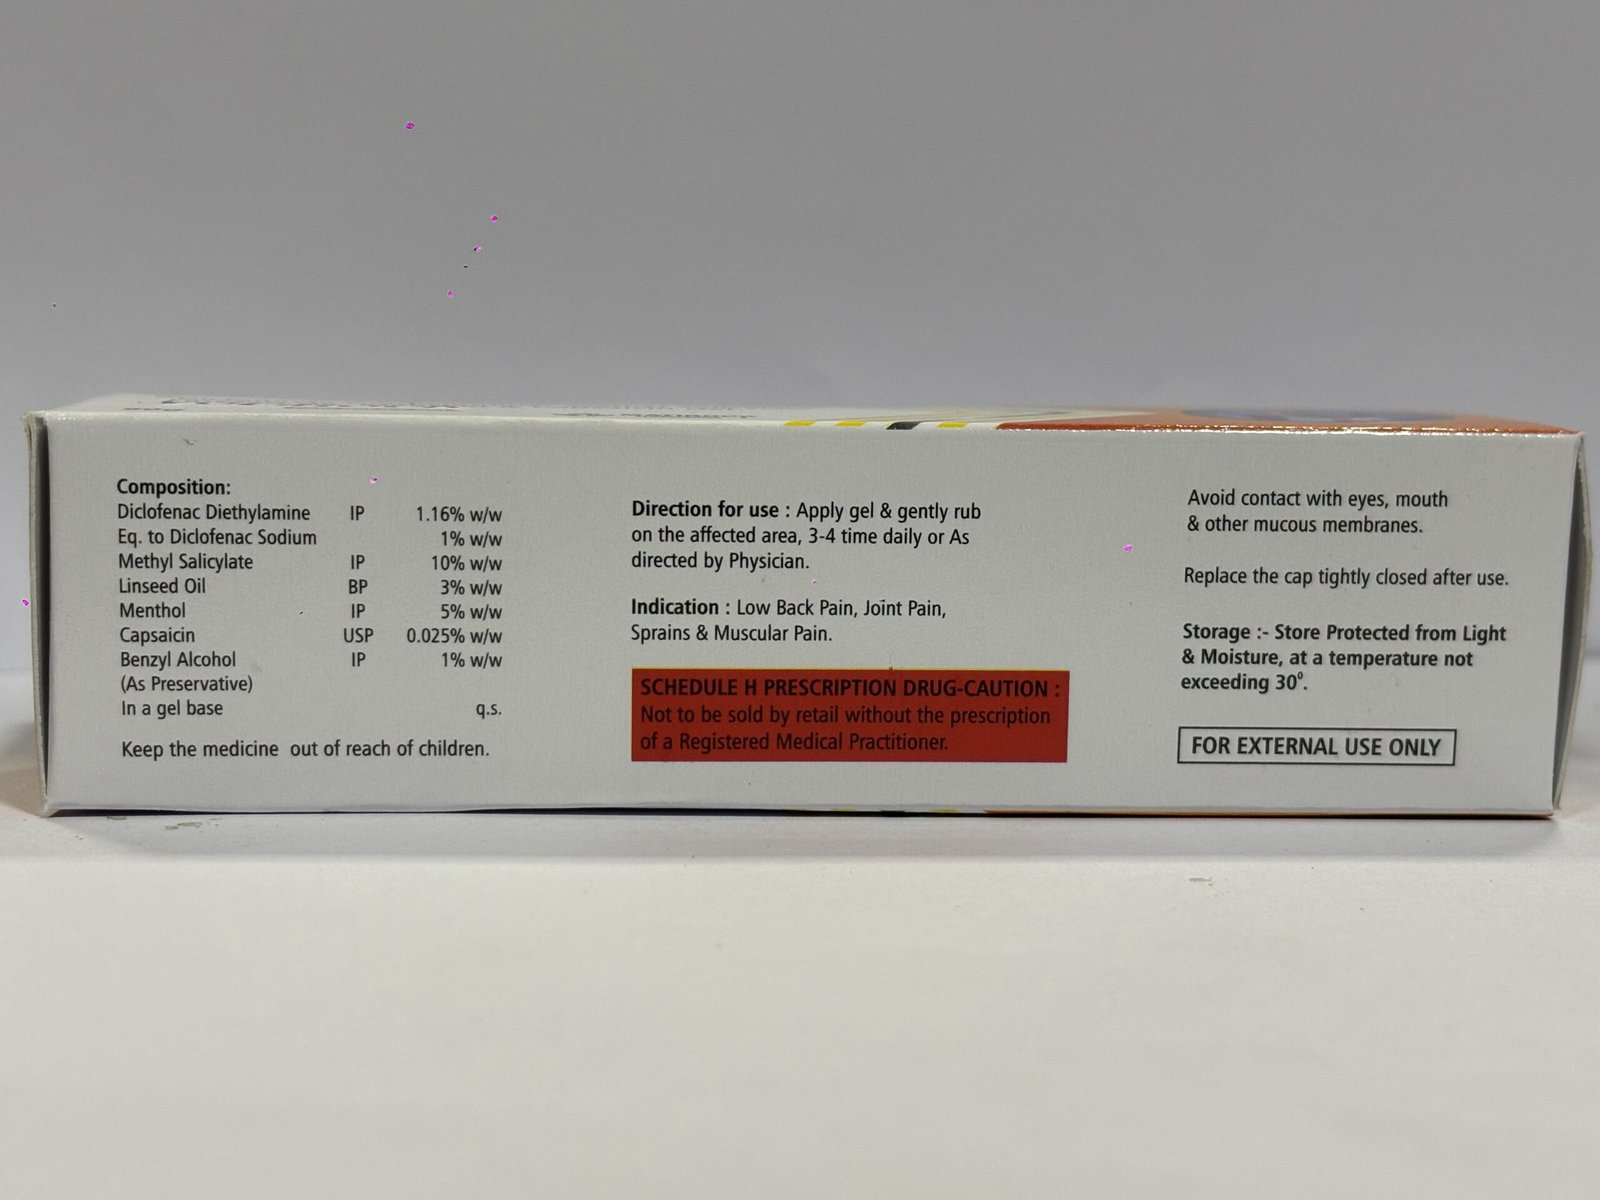 Composition:
Diclofenac Diethylamine IP 1.16% w/w
Eq. to Diclofenac Sodium 1% w/w
Methyl Salicylate IP 10% w/w
Linseed Oil BP 3% w/w
Menthol IP 5% w/w
Capsaicin USP 0.025% w/w
Benzyl Alcohol IP 1% w/w
(As Preservative)
In a gel base q.s.
Keep the medicine out of reach of children.
Direction for use : Apply gel & gently rub
on the affected area, 3-4 time daily or As
directed by Physician.
Indication : Low Back Pain, Joint Pain,
Sprains & Muscular Pain.
SCHEDULE H PRESCRIPTION DRUG-CAUTION :
Not to be sold by retail without the prescription
of a Registered Medical Practitioner.
Avoid contact with eyes, mouth
& other mucous membranes.
Replace the cap tightly closed after use.
Storage :- Store Protected from Light
& Moisture, at a temperature not
exceeding 30⁰.
FOR EXTERNAL USE ONLY